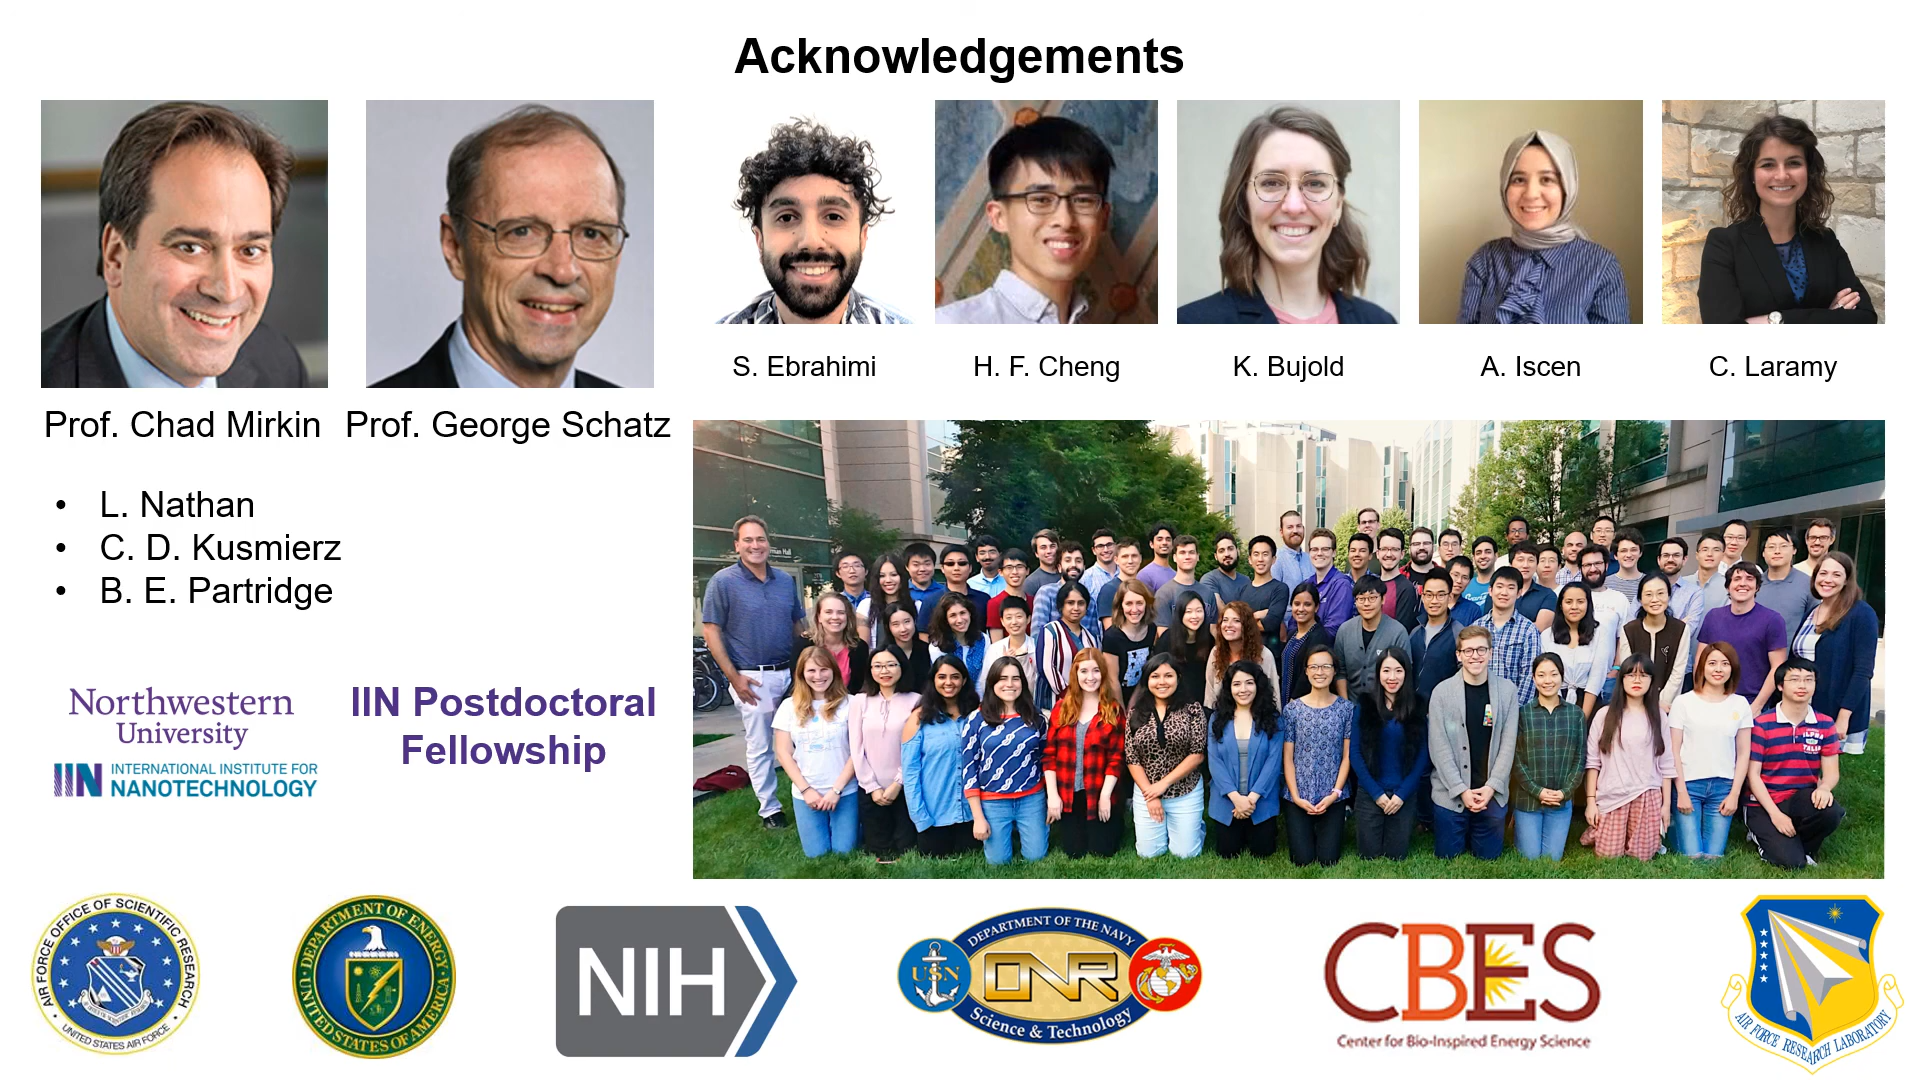 Acknowledgements
Prof. Chad Mirkin
Prof. George Schatz
S. Ebrahimi
H. F. Cheng
K. Bujold
A. Iscen
C. Laramy
• L. Nathan
• C. D. Kusmierz
• B. E. Partridge
Northwestern
University
IIN INTERNATIONAL INSTITUTE FOR
NANOTECHNOLOGY
IIN Postdoctoral
Fellowship
AIR FORCE OFFICE OF SCIENTIFIC RESEARCH
UNITED STATES AIR FORCE
DEPARTMENT OF ENERGY
UNITED STATES OF AMERICA
NIH
DEPARTMENT OF THE NAVY
USN
ONR
Science & Technology
CBES
Center for Bio-Inspired Energy Science
AIR FORCE RESEARCH LABORATORY